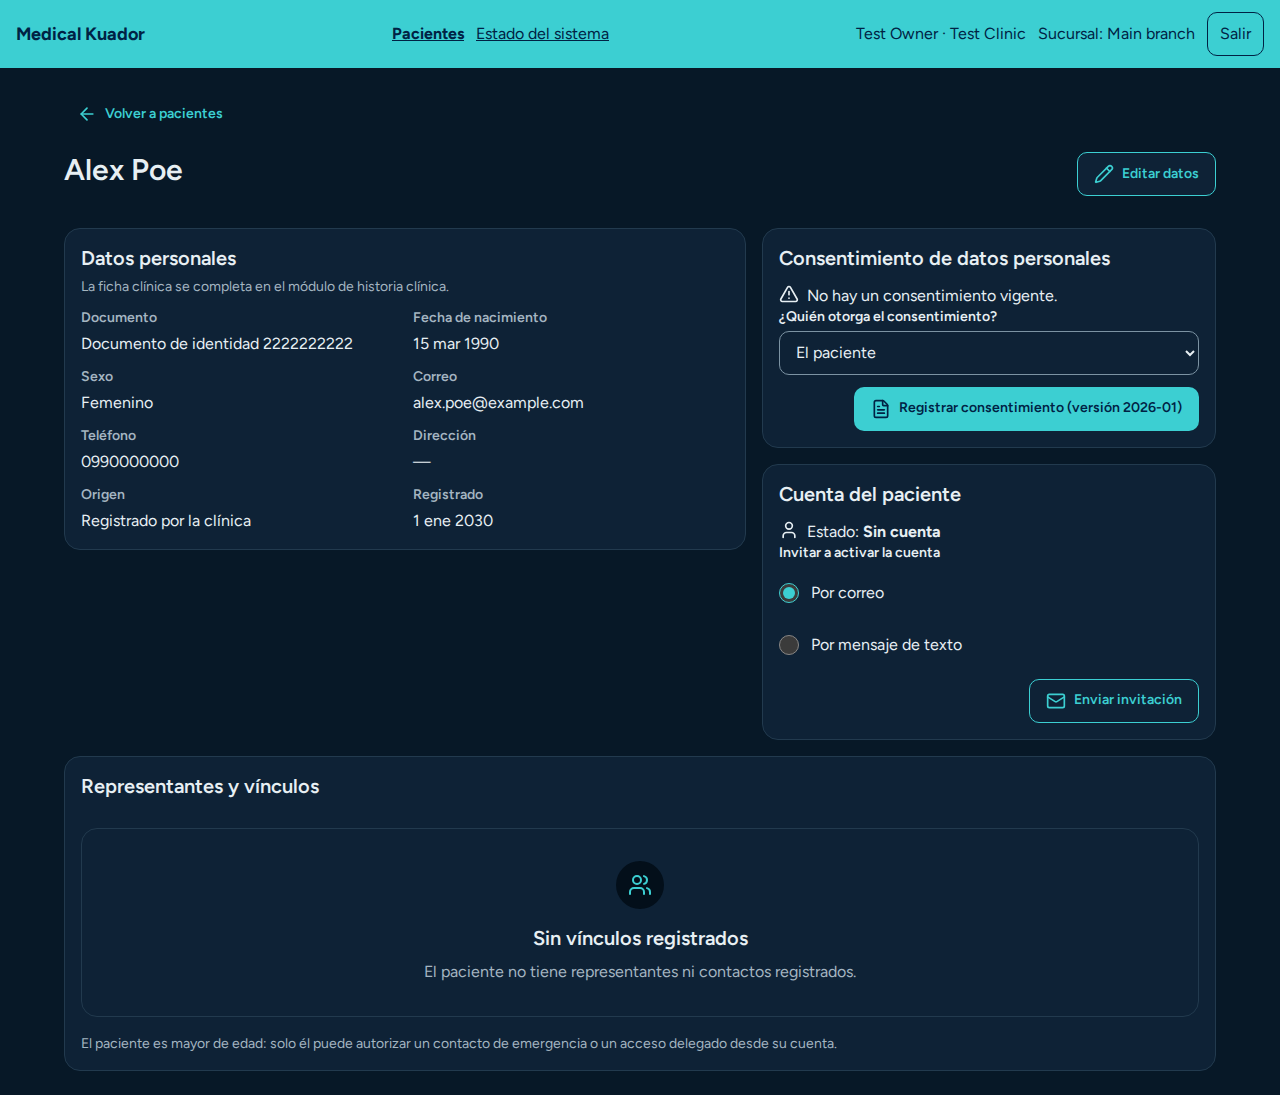 Medical Kuador
Pacientes Estado del sistema
Test Owner · Test Clinic Sucursal: Main branch Salir
Volver a pacientes
Alex Poe
Editar datos
Datos personales
La ficha clínica se completa en el módulo de historia clínica.
Documento
Documento de identidad 2222222222
Fecha de nacimiento
15 mar 1990
Sexo
Femenino
Correo
alex.poe@example.com
Teléfono
0990000000
Dirección
—
Origen
Registrado por la clínica
Registrado
1 ene 2030
Consentimiento de datos personales
No hay un consentimiento vigente.
¿Quién otorga el consentimiento?
El paciente
Registrar consentimiento (versión 2026-01)
Cuenta del paciente
Estado: Sin cuenta
Invitar a activar la cuenta
Por correo
Por mensaje de texto
Enviar invitación
Representantes y vínculos
Sin vínculos registrados
El paciente no tiene representantes ni contactos registrados.
El paciente es mayor de edad: solo él puede autorizar un contacto de emergencia o un acceso delegado desde su cuenta.